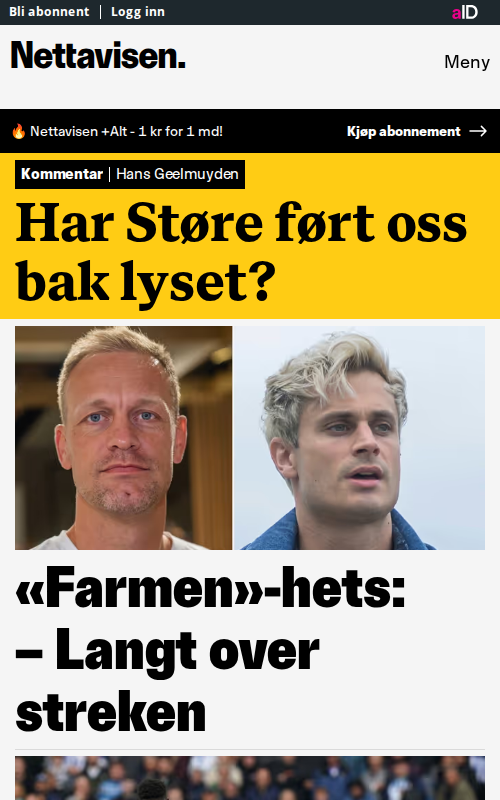 Bli abonnent | Logg inn
aID
Nettavisen.
Meny
🔥 Nettavisen +Alt - 1 kr for 1 md!
Kjøp abonnement →
Kommentar | Hans Geelmuyden
Har Støre ført oss
bak lyset?
«Farmen»-hets:
– Langt over
streken